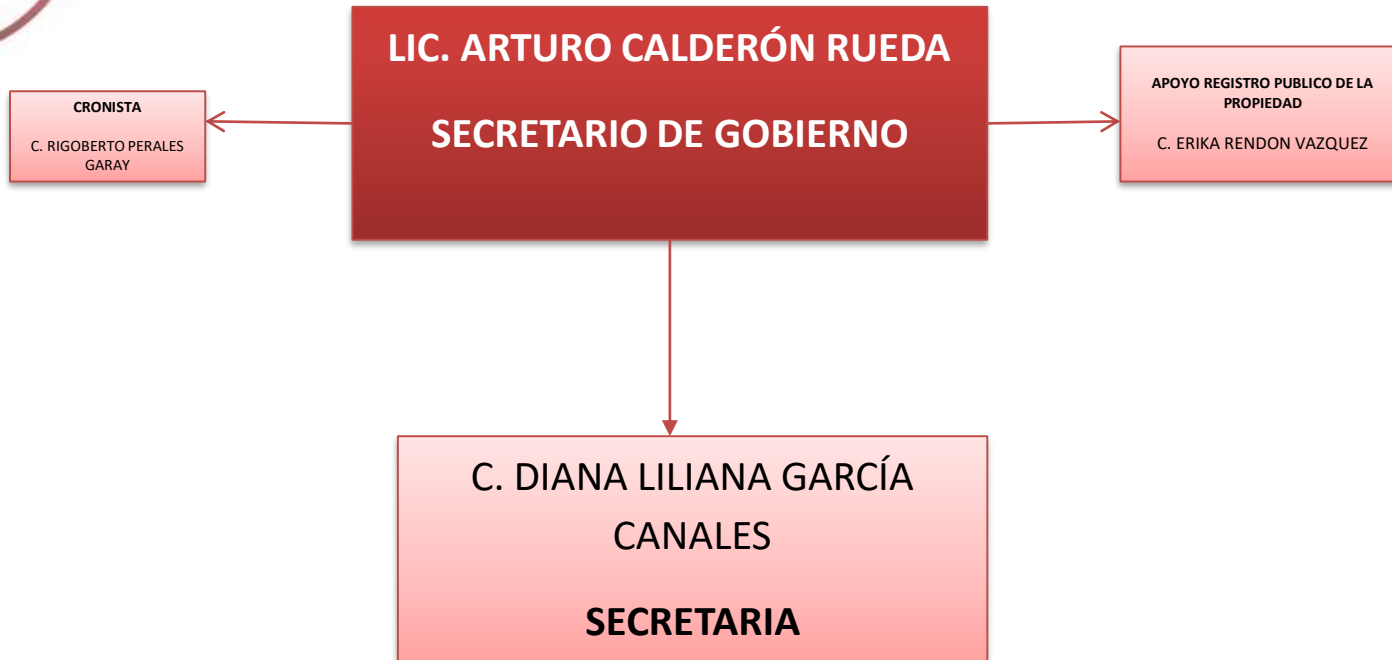 LIC. ARTURO CALDERÓN RUEDA
SECRETARIO DE GOBIERNO
CRONISTA
C. RIGOBERTO PERALES
GARAY
APOYO REGISTRO PUBLICO DE LA
PROPIEDAD
C. ERIKA RENDON VAZQUEZ
C. DIANA LILIANA GARCÍA
CANALES
SECRETARIA